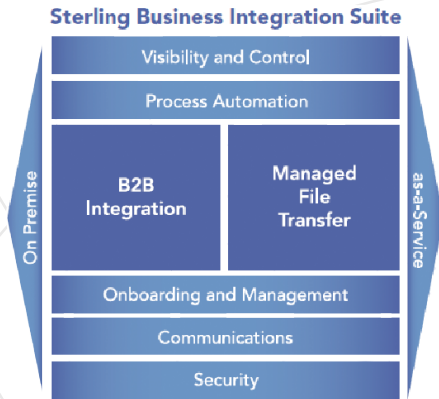 Sterling Business Integration Suite
Visibility and Control
Process Automation
On Premise
B2B
Integration
Managed
File
Transfer
as-a-Service
Onboarding and Management
Communications
Security